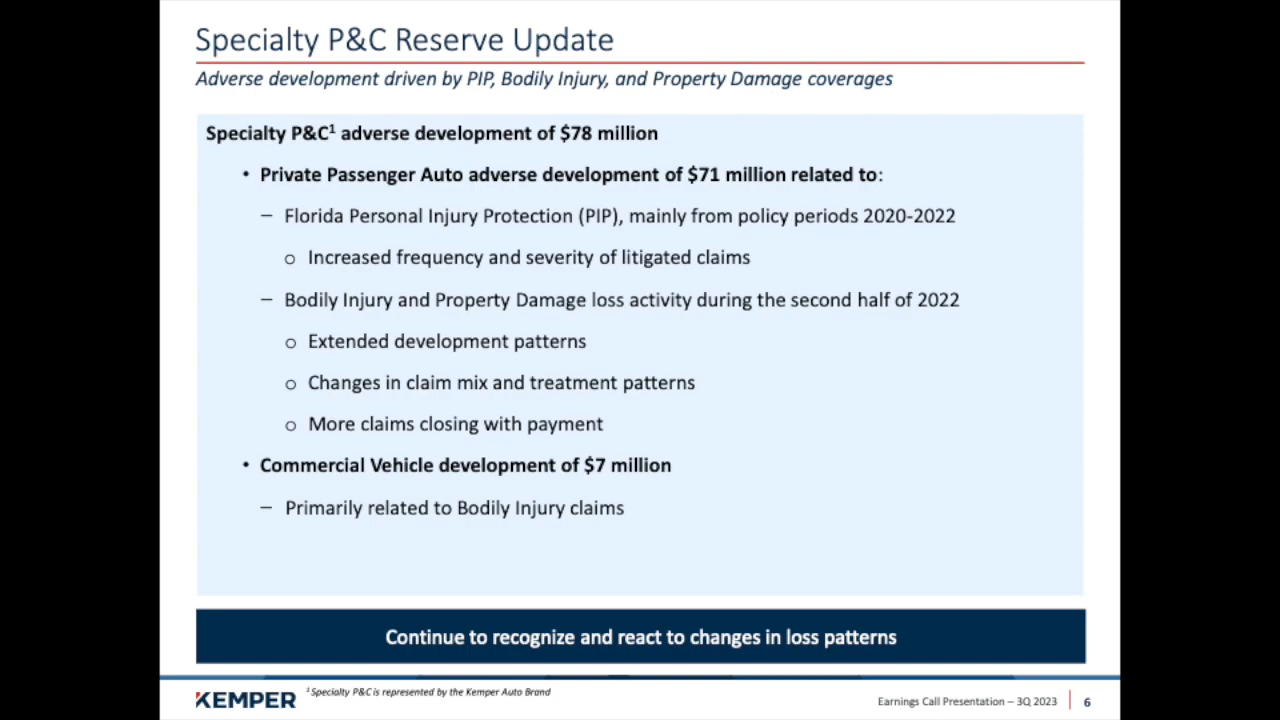 Specialty P&C Reserve Update
Adverse development driven by PIP, Bodily Injury, and Property Damage coverages
Specialty P&C¹ adverse development of $78 million
• Private Passenger Auto adverse development of $71 million related to:
– Florida Personal Injury Protection (PIP), mainly from policy periods 2020-2022
o Increased frequency and severity of litigated claims
– Bodily Injury and Property Damage loss activity during the second half of 2022
o Extended development patterns
o Changes in claim mix and treatment patterns
o More claims closing with payment
• Commercial Vehicle development of $7 million
– Primarily related to Bodily Injury claims
Continue to recognize and react to changes in loss patterns
KEMPER
¹ Specialty P&C is represented by the Kemper Auto Brand
Earnings Call Presentation – 3Q 2023
6